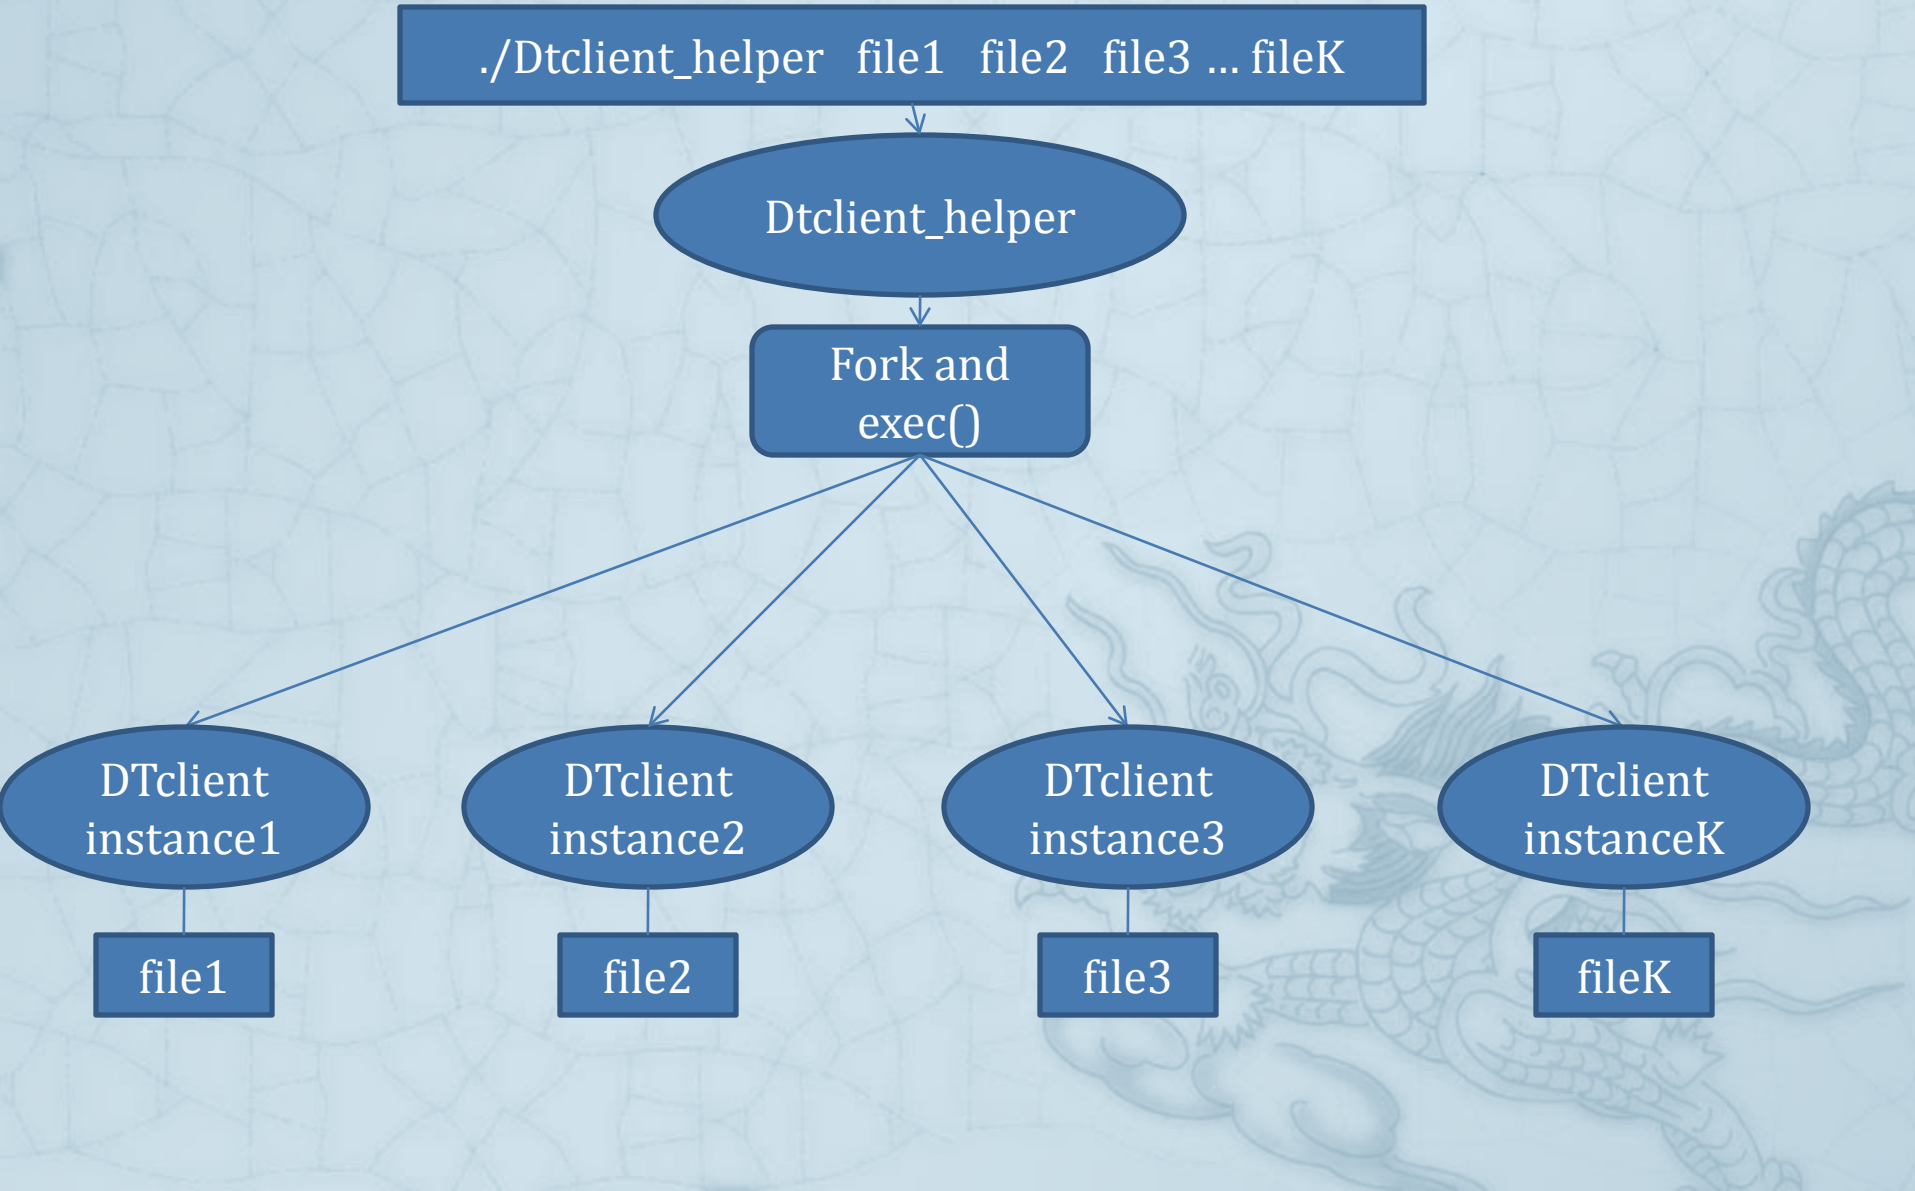 ./Dtclient_helper file1 file2 file3 ... fileK
Dtclient_helper
Fork and
exec()
DTclient
instance1
DTclient
instance2
DTclient
instance3
DTclient
instanceK
file1
file2
file3
fileK